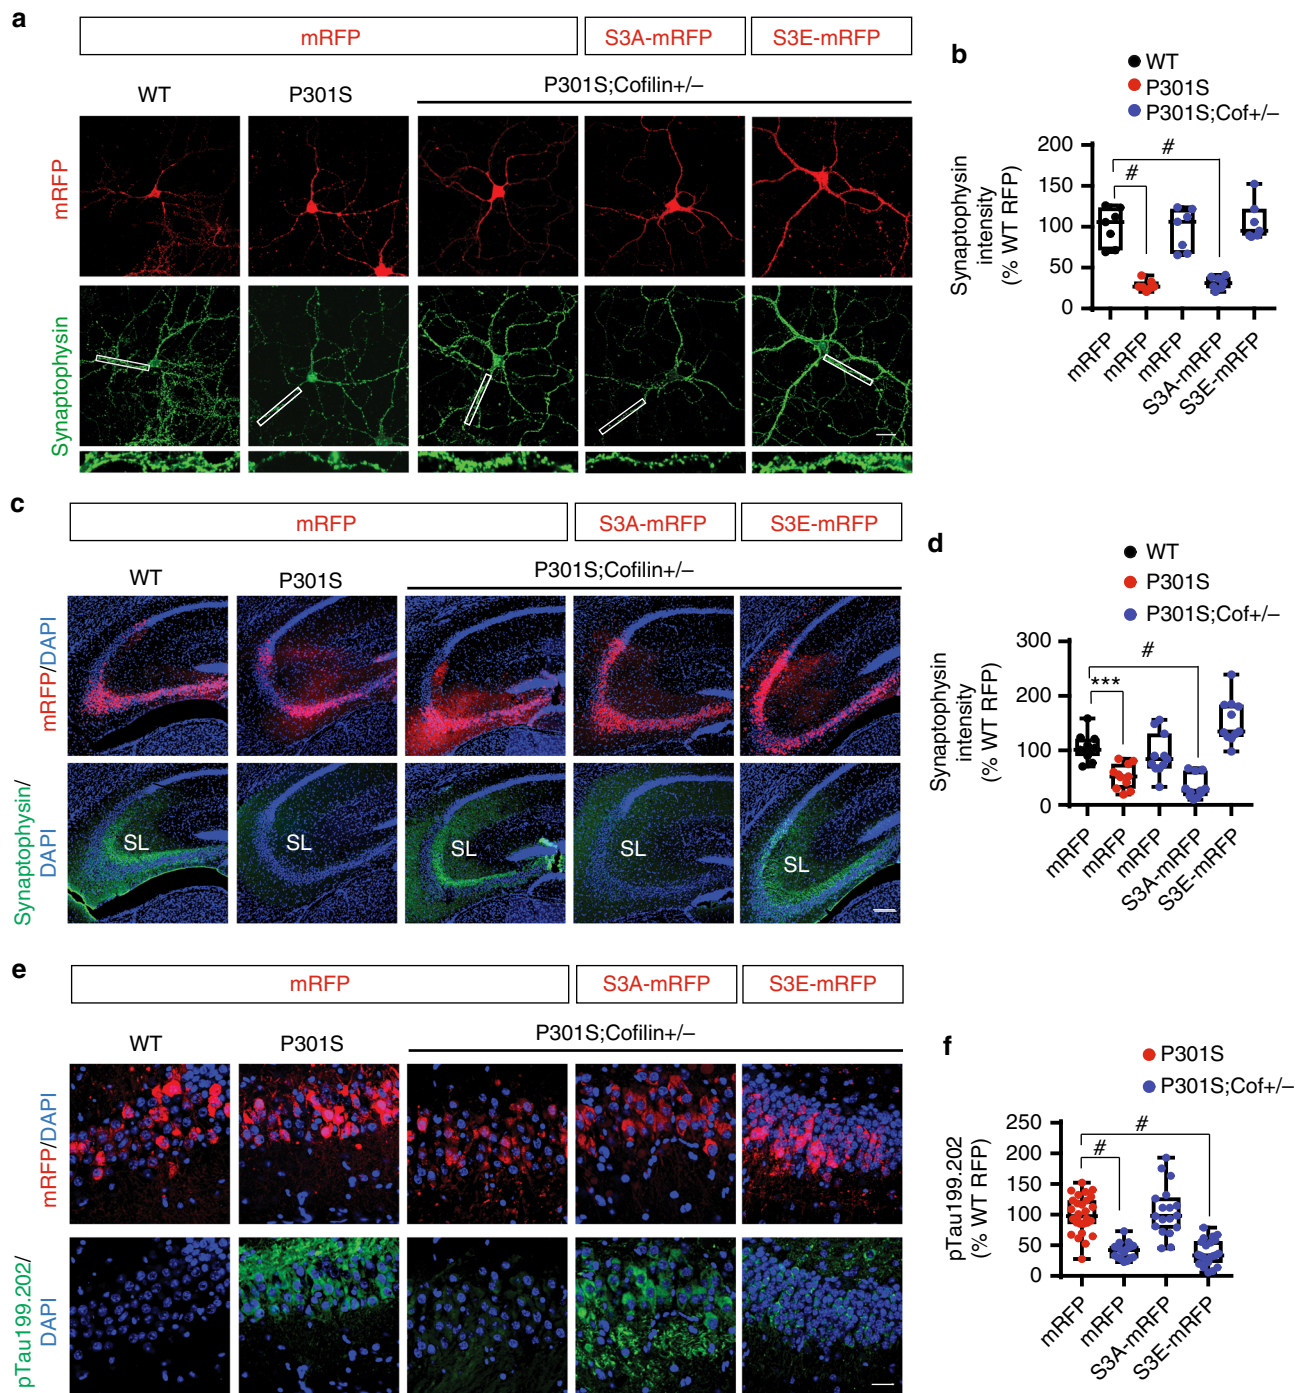 a
mRFP
S3A-mRFP
S3E-mRFP
WT
P301S
P301S;Cofilin+/–
mRFP
Synaptophysin
b
WT
P301S
P301S;Cof+/–
Synaptophysin
intensity
(% WT RFP)
200
150
100
50
0
#
#
mRFP
mRFP
mRFP
S3A-mRFP
S3E-mRFP
c
mRFP
S3A-mRFP
S3E-mRFP
WT
P301S
P301S;Cofilin+/–
mRFP/DAPI
Synaptophysin/
DAPI
SL
SL
SL
SL
SL
d
WT
P301S
P301S;Cof+/–
Synaptophysin
intensity
(% WT RFP)
300
200
100
0
#
***
mRFP
mRFP
mRFP
S3A-mRFP
S3E-mRFP
e
mRFP
S3A-mRFP
S3E-mRFP
WT
P301S
P301S;Cofilin+/–
mRFP/DAPI
pTau199.202/
DAPI
f
P301S
P301S;Cof+/–
pTau199.202
(% WT RFP)
250
200
150
100
50
0
#
#
mRFP
mRFP
S3A-mRFP
S3E-mRFP